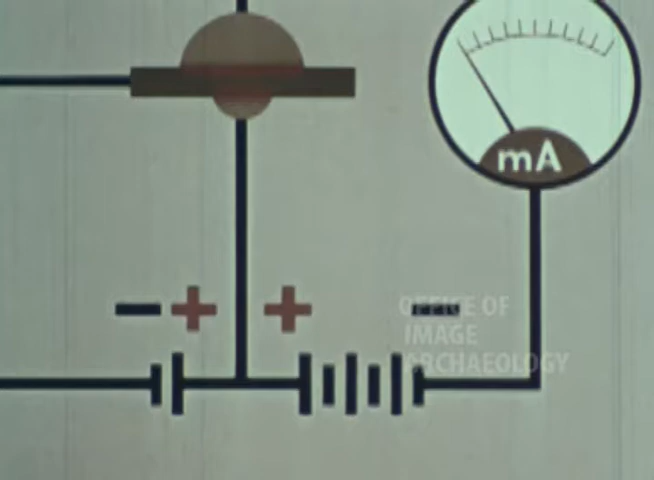 mA
− + + −
OFFICE OF
IMAGE
ARCHAEOLOGY